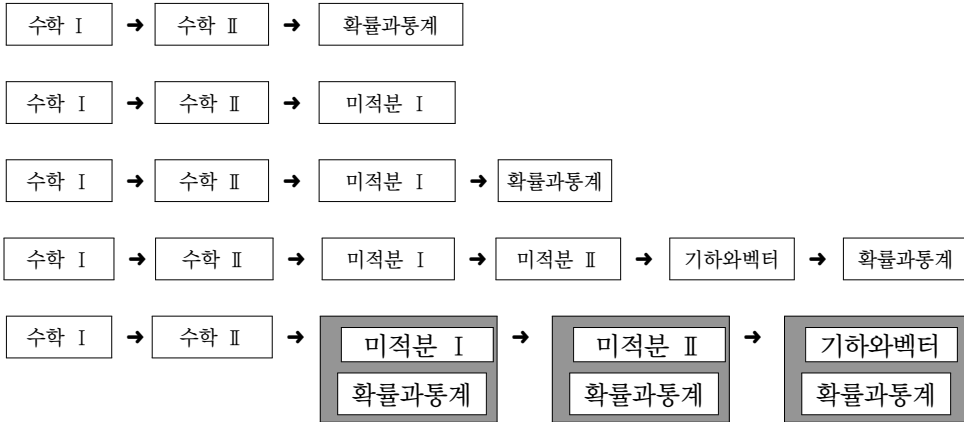 수학 Ⅰ ➜ 수학 Ⅱ ➜ 확률과통계
수학 Ⅰ ➜ 수학 Ⅱ ➜ 미적분 Ⅰ
수학 Ⅰ ➜ 수학 Ⅱ ➜ 미적분 Ⅰ ➜ 확률과통계
수학 Ⅰ ➜ 수학 Ⅱ ➜ 미적분 Ⅰ ➜ 미적분 Ⅱ ➜ 기하와벡터 ➜ 확률과통계
수학 Ⅰ ➜ 수학 Ⅱ ➜ 미적분 Ⅰ ➜ 미적분 Ⅱ ➜ 기하와벡터
확률과통계 확률과통계 확률과통계